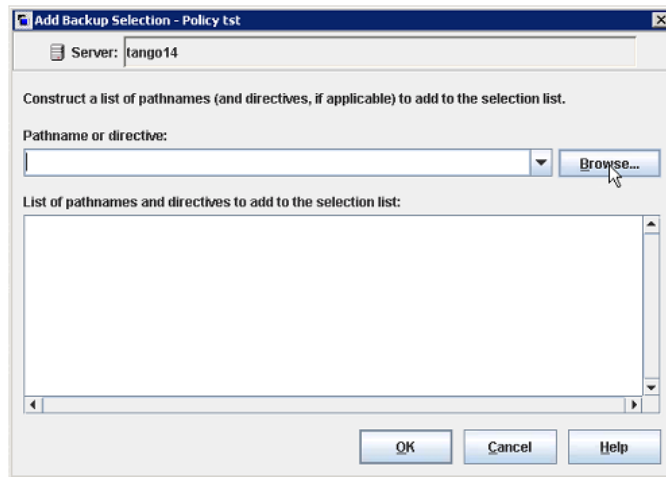 Add Backup Selection - Policy tst
Server: tango14
Construct a list of pathnames (and directives, if applicable) to add to the selection list.
Pathname or directive:
Browse...
List of pathnames and directives to add to the selection list:
OK Cancel Help